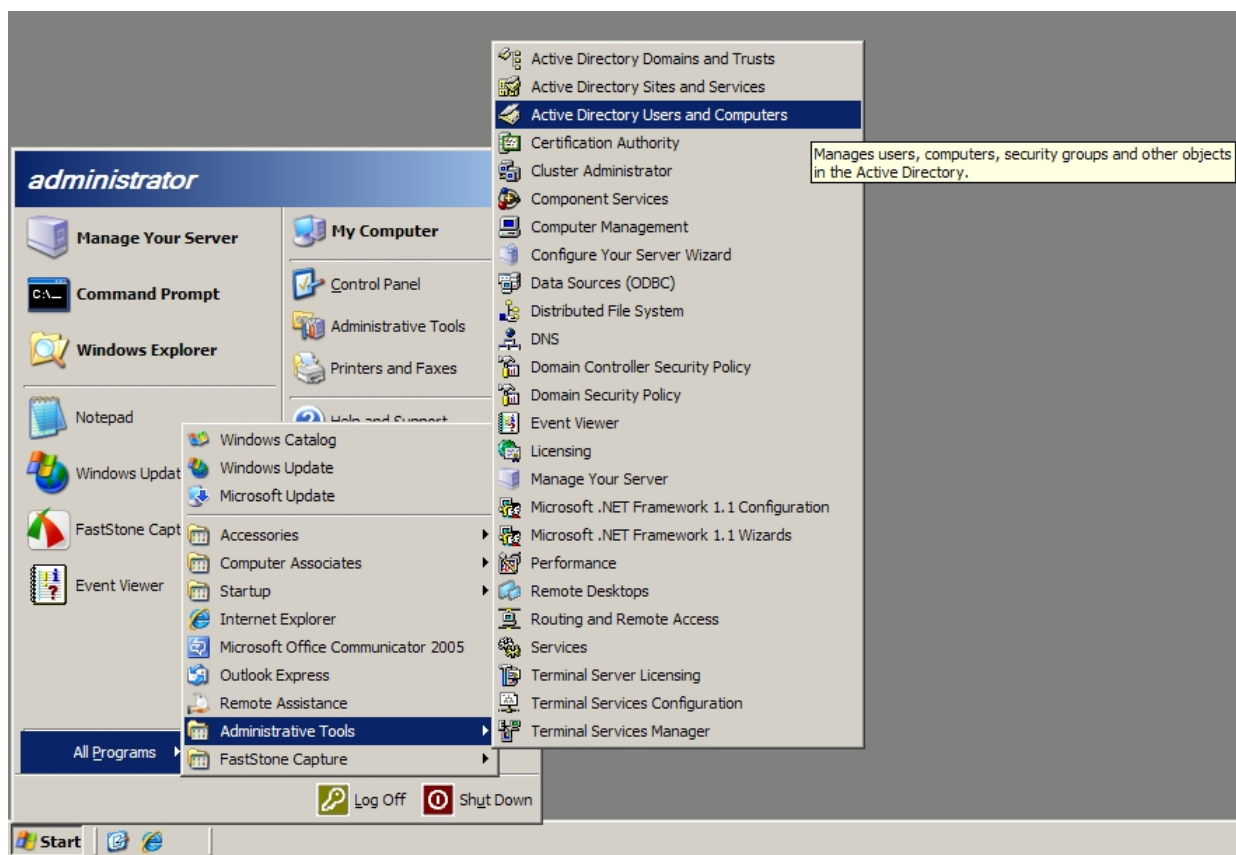 administrator
Manage Your Server
Command Prompt
Windows Explorer
Notepad
Windows Updat
FastStone Capt
Event Viewer
All Programs
My Computer
Control Panel
Administrative Tools
Printers and Faxes
Help and Support
Windows Catalog
Windows Update
Microsoft Update
Accessories
Computer Associates
Startup
Internet Explorer
Microsoft Office Communicator 2005
Outlook Express
Remote Assistance
Administrative Tools
FastStone Capture
Active Directory Domains and Trusts
Active Directory Sites and Services
Active Directory Users and Computers
Certification Authority
Cluster Administrator
Component Services
Computer Management
Configure Your Server Wizard
Data Sources (ODBC)
Distributed File System
DNS
Domain Controller Security Policy
Domain Security Policy
Event Viewer
Licensing
Manage Your Server
Microsoft .NET Framework 1.1 Configuration
Microsoft .NET Framework 1.1 Wizards
Performance
Remote Desktops
Routing and Remote Access
Services
Terminal Server Licensing
Terminal Services Configuration
Terminal Services Manager
Manages users, computers, security groups and other objects
in the Active Directory.
Log Off
Shut Down
Start